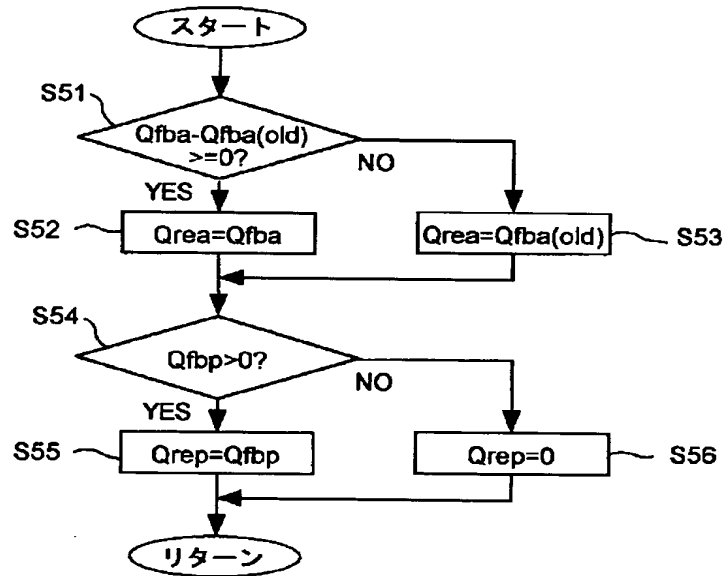 スタート
S51
Qfba-Qfba(old)
>=0?
NO
YES
S52
Qrea=Qfba
Qrea=Qfba(old)
S53
S54
Qfbp>0?
NO
YES
S55
Qrep=Qfbp
Qrep=0
S56
リターン